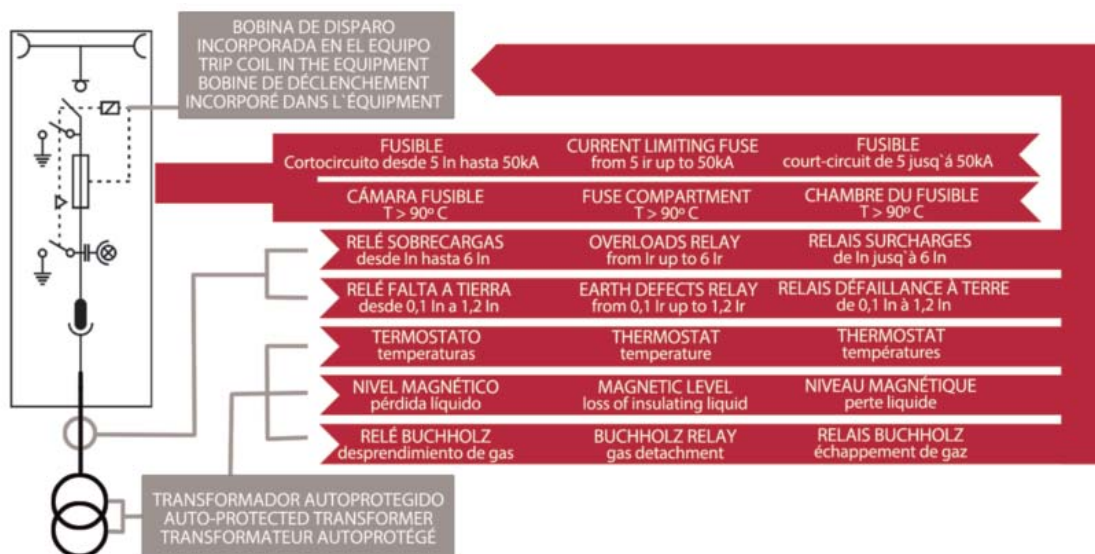 BOBINA DE DISPARO
INCORPORADA EN EL EQUIPO
TRIP COIL IN THE EQUIPMENT
BOBINE DE DÉCLENCHEMENT
INCORPORÉ DANS L`ÉQUIPMENT
FUSIBLE
Cortocircuito desde 5 In hasta 50kA
CURRENT LIMITING FUSE
from 5 ir up to 50kA
FUSIBLE
court-circuit de 5 jusq`á 50kA
CÁMARA FUSIBLE
T > 90º C
FUSE COMPARTMENT
T > 90º C
CHAMBRE DU FUSIBLE
T > 90º C
RELÉ SOBRECARGAS
desde In hasta 6 In
OVERLOADS RELAY
from Ir up to 6 Ir
RELAIS SURCHARGES
de In jusq`à 6 In
RELÉ FALTA A TIERRA
desde 0,1 In a 1,2 In
EARTH DEFECTS RELAY
from 0,1 Ir up to 1,2 Ir
RELAIS DÉFAILLANCE À TERRE
de 0,1 In à 1,2 In
TERMOSTATO
temperaturas
THERMOSTAT
temperature
THERMOSTAT
températures
NIVEL MAGNÉTICO
pérdida líquido
MAGNETIC LEVEL
loss of insulating liquid
NIVEAU MAGNÉTIQUE
perte liquide
RELÉ BUCHHOLZ
desprendimiento de gas
BUCHHOLZ RELAY
gas detachment
RELAIS BUCHHOLZ
échappement de gaz
TRANSFORMADOR AUTOPROTEGIDO
AUTO-PROTECTED TRANSFORMER
TRANSFORMATEUR AUTOPROTÉGÉ